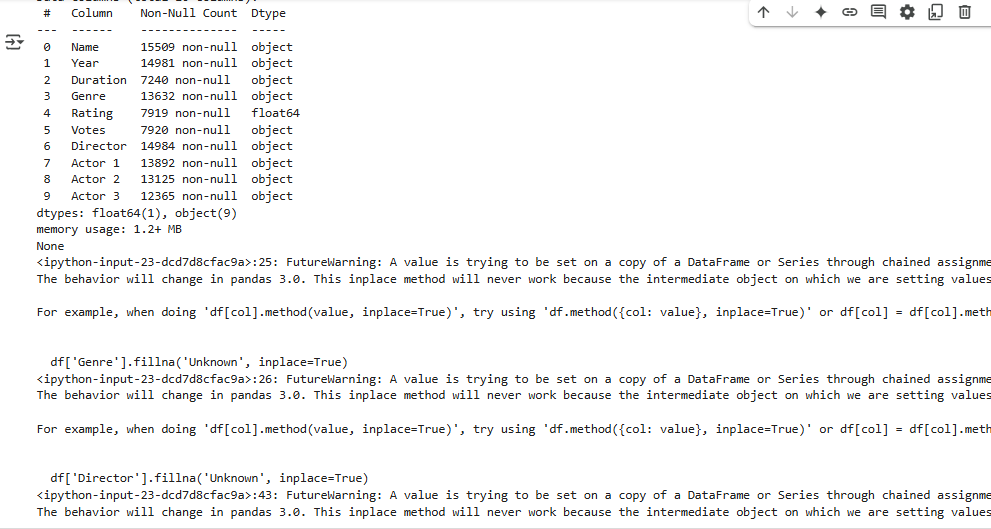 #   Column    Non-Null Count  Dtype
---  ------    --------------  -----
 0   Name      15509 non-null  object
 1   Year      14981 non-null  object
 2   Duration  7240 non-null   object
 3   Genre     13632 non-null  object
 4   Rating    7919 non-null   float64
 5   Votes     7920 non-null   object
 6   Director  14984 non-null  object
 7   Actor 1   13892 non-null  object
 8   Actor 2   13125 non-null  object
 9   Actor 3   12365 non-null  object
dtypes: float64(1), object(9)
memory usage: 1.2+ MB
None
<ipython-input-23-dcd7d8cfac9a>:25: FutureWarning: A value is trying to be set on a copy of a DataFrame or Series through chained assignme
The behavior will change in pandas 3.0. This inplace method will never work because the intermediate object on which we are setting values
For example, when doing 'df[col].method(value, inplace=True)', try using 'df.method({col: value}, inplace=True)' or df[col] = df[col].meth
  df['Genre'].fillna('Unknown', inplace=True)
<ipython-input-23-dcd7d8cfac9a>:26: FutureWarning: A value is trying to be set on a copy of a DataFrame or Series through chained assignme
The behavior will change in pandas 3.0. This inplace method will never work because the intermediate object on which we are setting values
For example, when doing 'df[col].method(value, inplace=True)', try using 'df.method({col: value}, inplace=True)' or df[col] = df[col].meth
  df['Director'].fillna('Unknown', inplace=True)
<ipython-input-23-dcd7d8cfac9a>:43: FutureWarning: A value is trying to be set on a copy of a DataFrame or Series through chained assignme
The behavior will change in pandas 3.0. This inplace method will never work because the intermediate object on which we are setting values